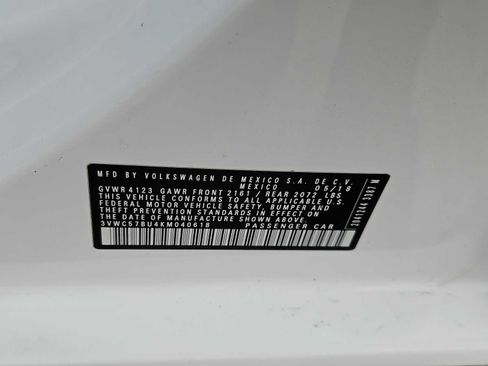 MFD BY VOLKSWAGEN DE MEXICO S.A. DE C.V.
MEXICO 05/18
GVWR 4123 GAWR FRONT 2161 / REAR 2072 LBS
THIS VEHICLE CONFORMS TO ALL APPLICABLE U.S.
FEDERAL MOTOR VEHICLE SAFETY, BUMPER AND
THEFT PREVENTION STANDARDS IN EFFECT ON
DATE OF MANUFACTURE SHOWN ABOVE.
3VWC57BU4KM040618 PASSENGER CAR